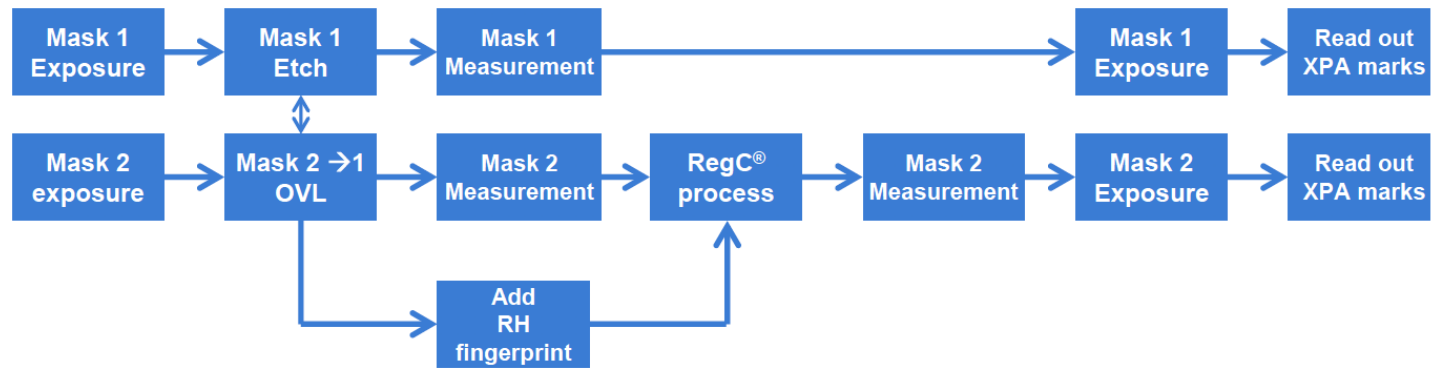 Mask 1
Exposure
Mask 1
Etch
Mask 1
Measurement
Mask 1
Exposure
Read out
XPA marks
Mask 2
exposure
Mask 2 →1
OVL
Mask 2
Measurement
RegC®
process
Mask 2
Measurement
Mask 2
Exposure
Read out
XPA marks
Add
RH
fingerprint